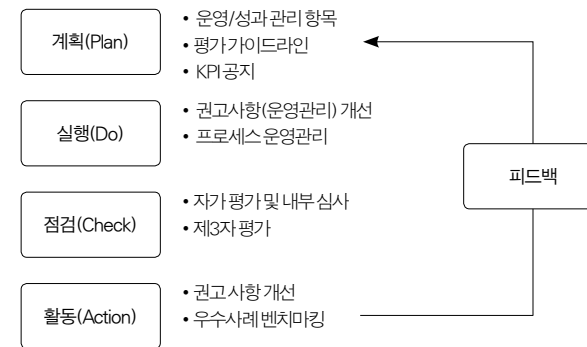 계획(Plan)
• 운영/성과 관리 항목
• 평가 가이드라인
• KPI 공지
실행(Do)
• 권고사항(운영관리) 개선
• 프로세스 운영관리
피드백
점검(Check)
• 자가 평가 및 내부 심사
• 제3자 평가
활동(Action)
• 권고 사항 개선
• 우수사례 벤치마킹